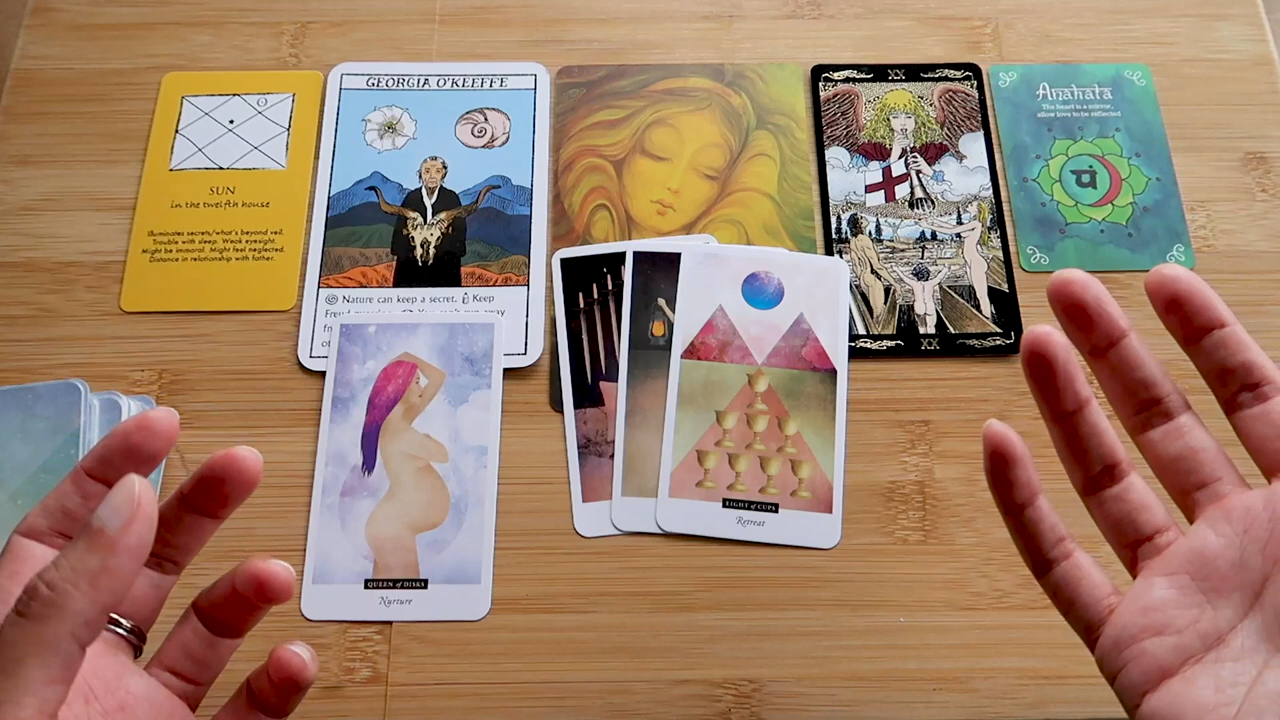 SUN
in the twelfth house
Illuminates secrets/what's beyond veil.
Trouble with sleep. Weak eyesight.
Might be immoral. Might feel neglected.
Distance in relationship with father.
GEORGIA O'KEEFFE
Nature can keep a secret. Keep
XX
XX
Anahata
The heart is a mirror,
allow love to be reflected
पं
QUEEN of DISKS
Nurture
EIGHT of CUPS
Retreat